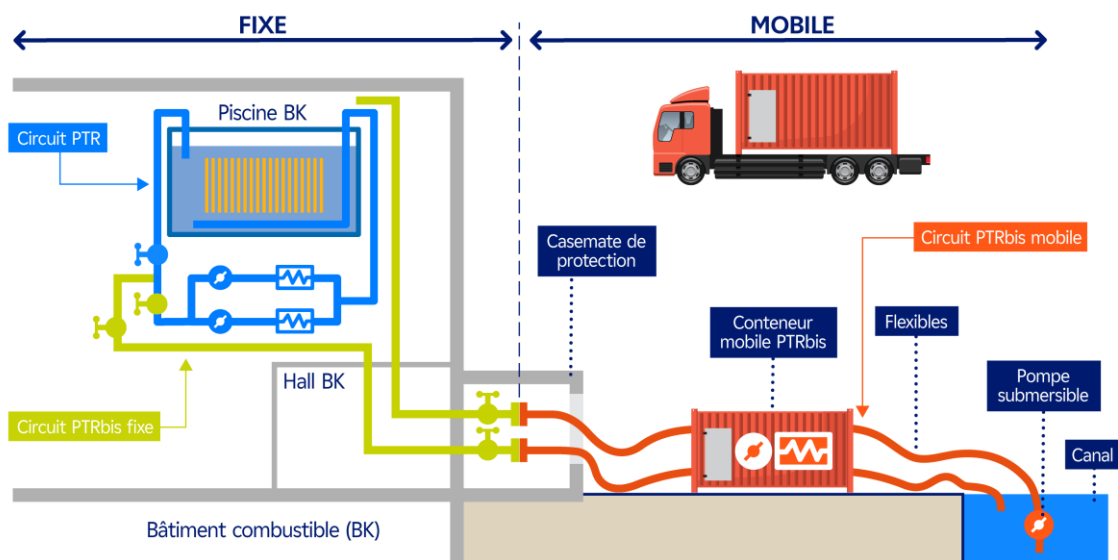 FIXE
MOBILE
Piscine BK
Circuit PTR
Casemate de
protection
Circuit PTRbis mobile
Conteneur
mobile PTRbis
Flexibles
Pompe
submersible
Hall BK
Circuit PTRbis fixe
Canal
Bâtiment combustible (BK)